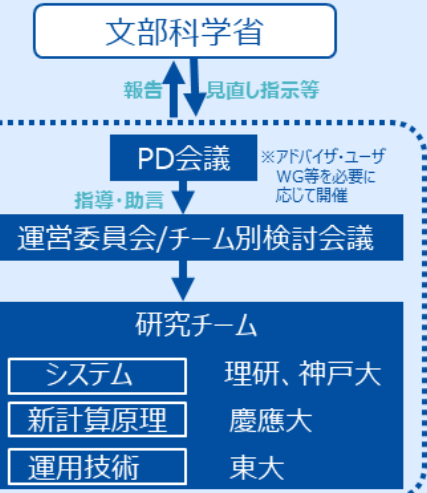 文部科学省
報告
見直し指示等
PD会議
※アドバイザ・ユーザ
WG等を必要に
応じて開催
指導・助言
運営委員会/チーム別検討会議
研究チーム
システム 理研、神戸大
新計算原理 慶應大
運用技術 東大